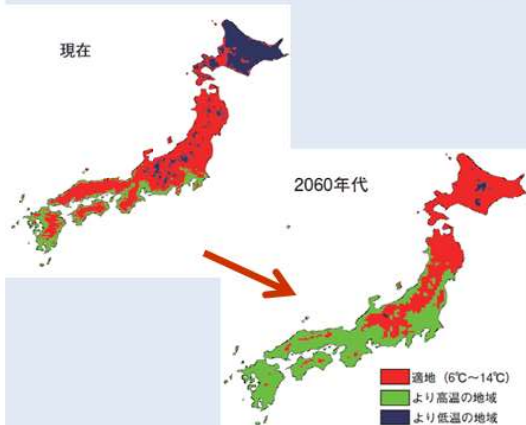 現在
2060年代
適地 (6℃～14℃)
より高温の地域
より低温の地域